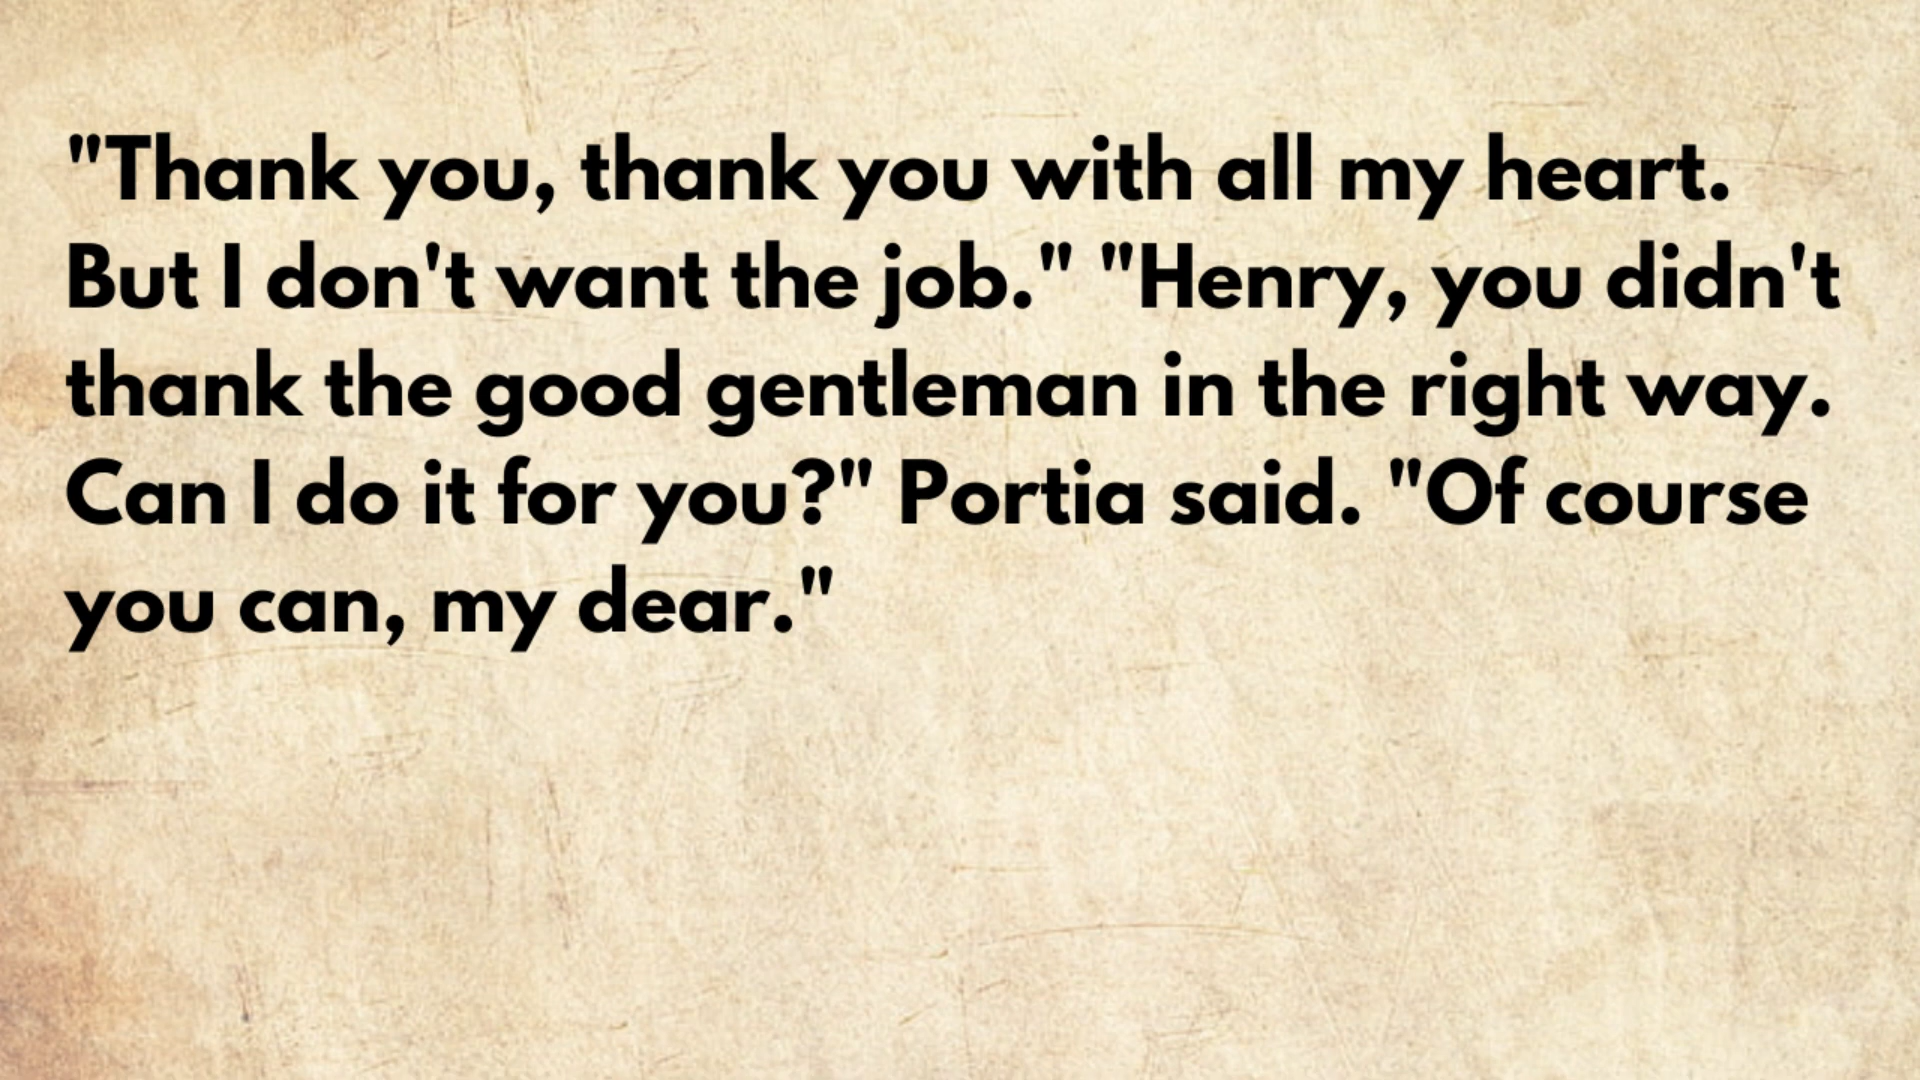 "Thank you, thank you with all my heart.
But I don't want the job." "Henry, you didn't
thank the good gentleman in the right way.
Can I do it for you?" Portia said. "Of course
you can, my dear."